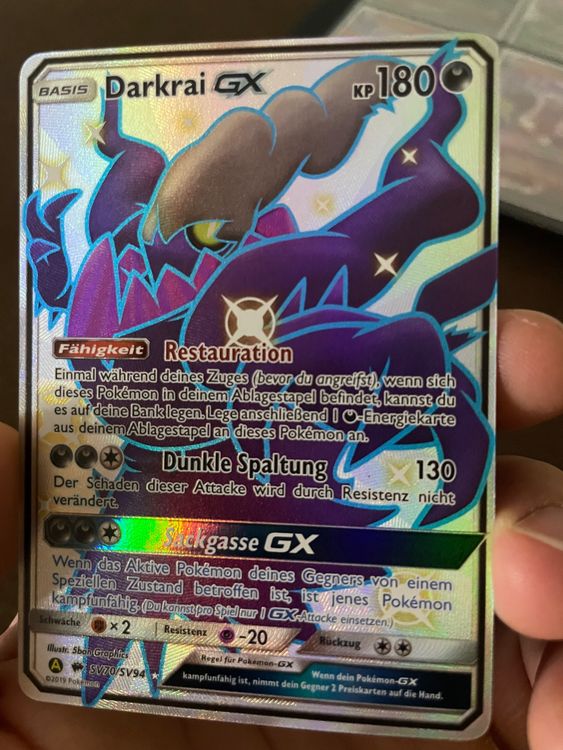 BASIS Darkrai GX KP 180
Fähigkeit Restauration
Einmal während deines Zuges (bevor du angreifst), wenn sich
dieses Pokémon in deinem Ablagestapel befindet, kannst du
es auf deine Bank legen. Lege anschließend 1 -Energiekarte
aus deinem Ablagestapel an dieses Pokémon an.
Dunkle Spaltung 130
Der Schaden dieser Attacke wird durch Resistenz nicht
verändert.
Sackgasse GX
Wenn das Aktive Pokémon deines Gegners von einem
Speziellen Zustand betroffen ist, ist jenes Pokémon
kampfunfähig. (Du kannst pro Spiel nur 1 GX-Attacke einsetzen.)
Schwäche ×2 Resistenz -20 Rückzug
Illustr. 5ban Graphics
A SV70/SV94
©2019 Pokémon
Regel für Pokémon-GX
Wenn dein Pokémon-GX
kampfunfähig ist, nimmt dein Gegner 2 Preiskarten auf die Hand.